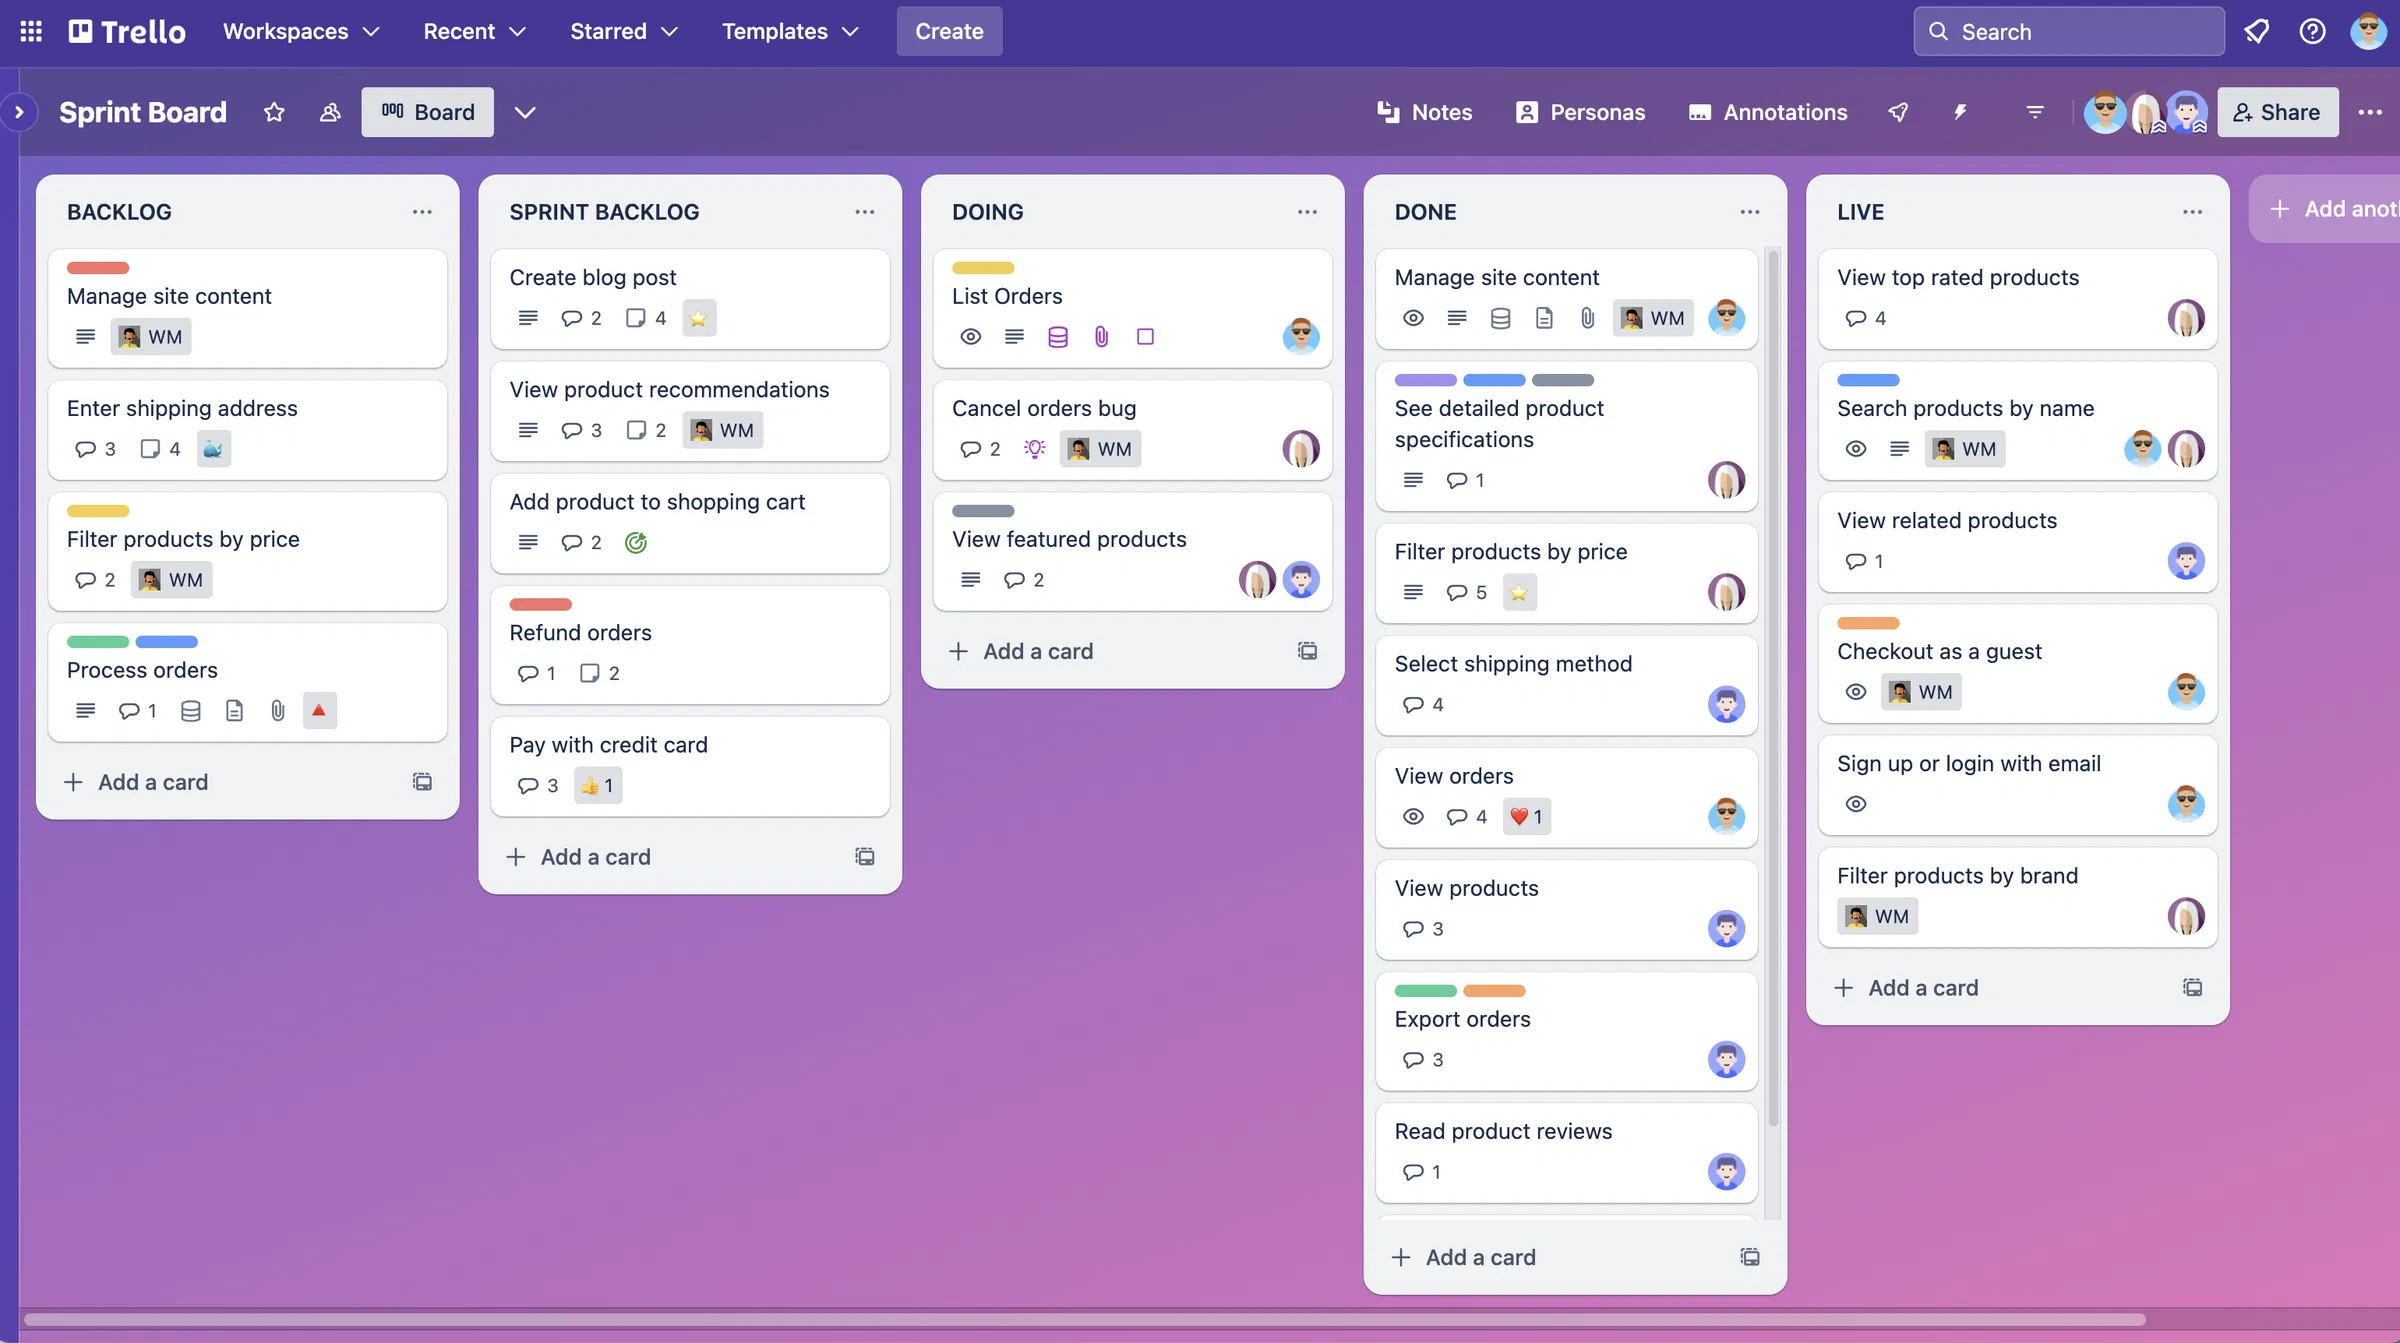 Trello Workspaces Recent Starred Templates Create Search
Sprint Board Board Notes Personas Annotations Share
BACKLOG
Manage site content
WM
Enter shipping address
3 4
Filter products by price
2 WM
Process orders
1
Add a card
SPRINT BACKLOG
Create blog post
2 4
View product recommendations
3 2 WM
Add product to shopping cart
2
Refund orders
1 2
Pay with credit card
3 1
Add a card
DOING
List Orders
Cancel orders bug
2 WM
View featured products
2
Add a card
DONE
Manage site content
WM
See detailed product
specifications
1
Filter products by price
5
Select shipping method
4
View orders
4 1
View products
3
Export orders
3
Read product reviews
1
Add a card
LIVE
View top rated products
4
Search products by name
WM
View related products
1
Checkout as a guest
WM
Sign up or login with email
Filter products by brand
WM
Add a card
Add anot